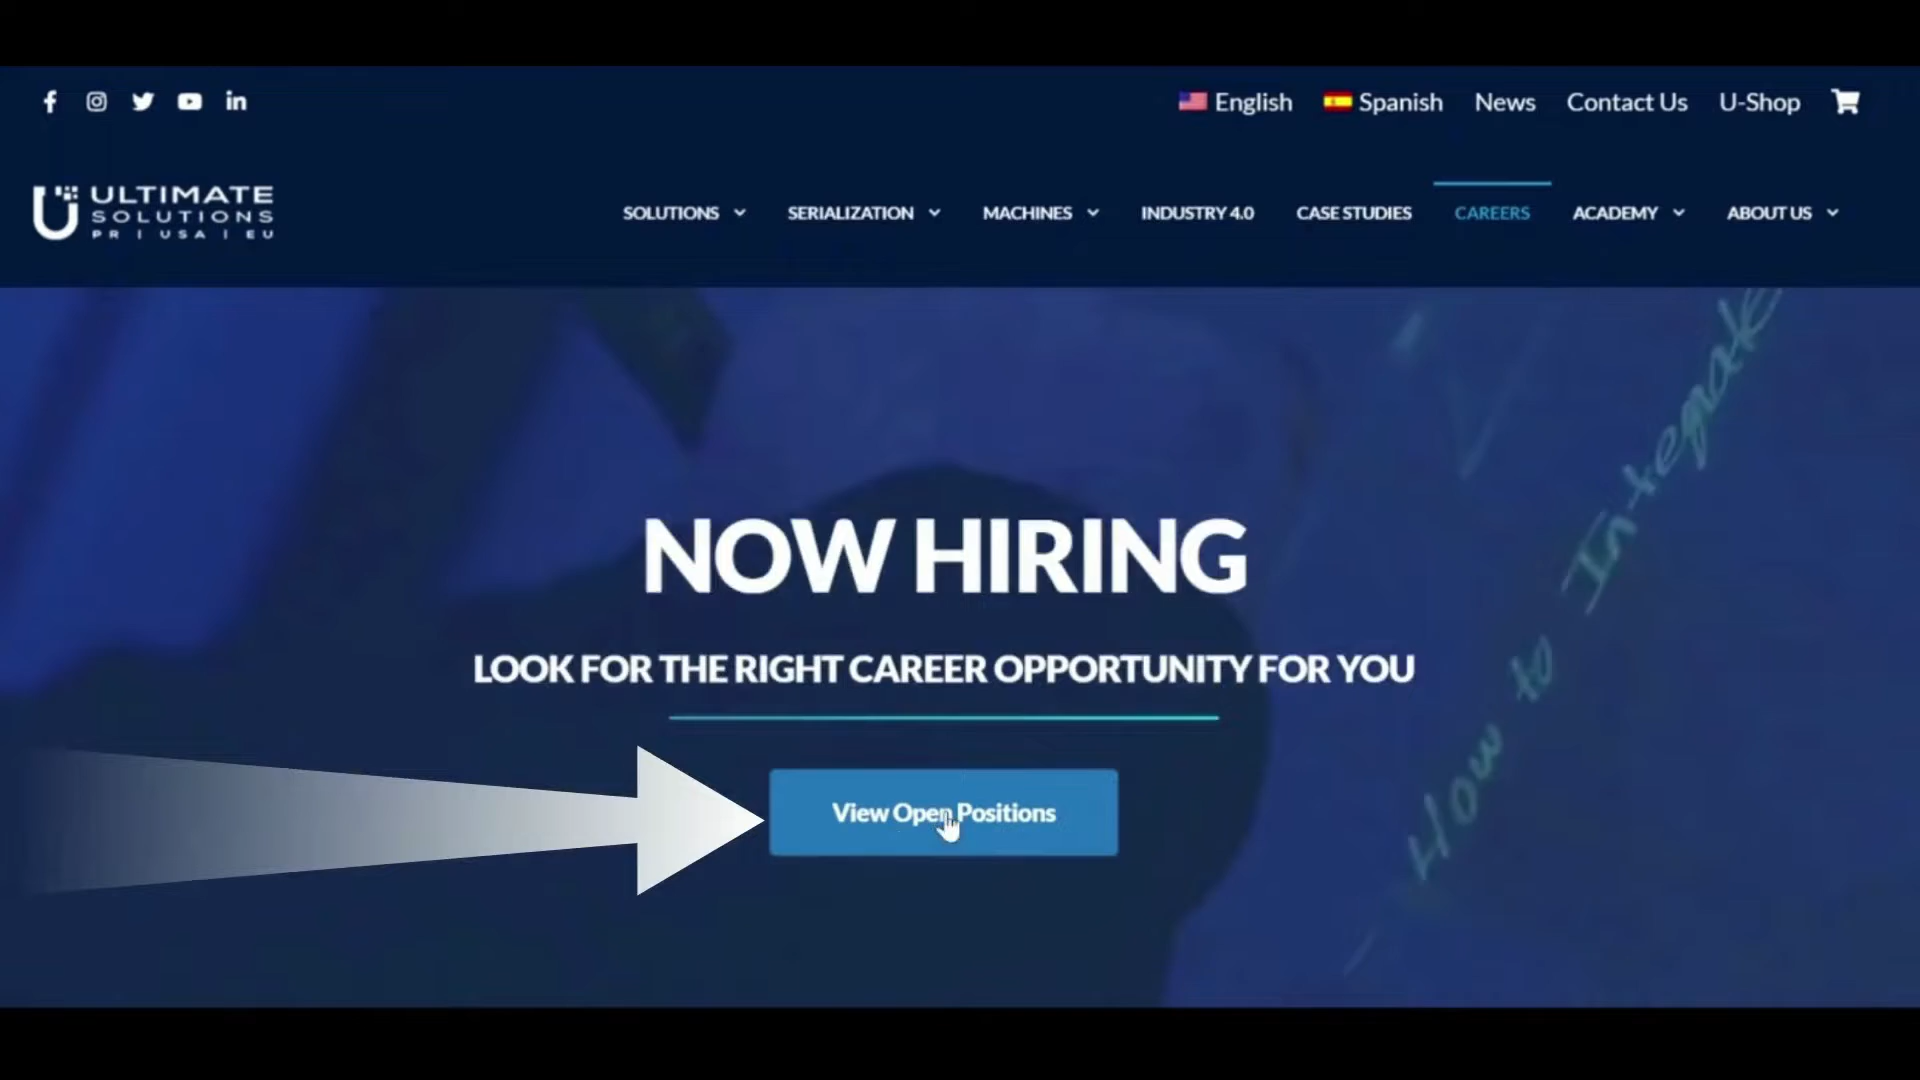 English Spanish News Contact Us U-Shop
ULTIMATE
SOLUTIONS
PR | USA | EU
SOLUTIONS SERIALIZATION MACHINES INDUSTRY 4.0 CASE STUDIES CAREERS ACADEMY ABOUT US
NOW HIRING
LOOK FOR THE RIGHT CAREER OPPORTUNITY FOR YOU
View Open Positions
How to Integrate